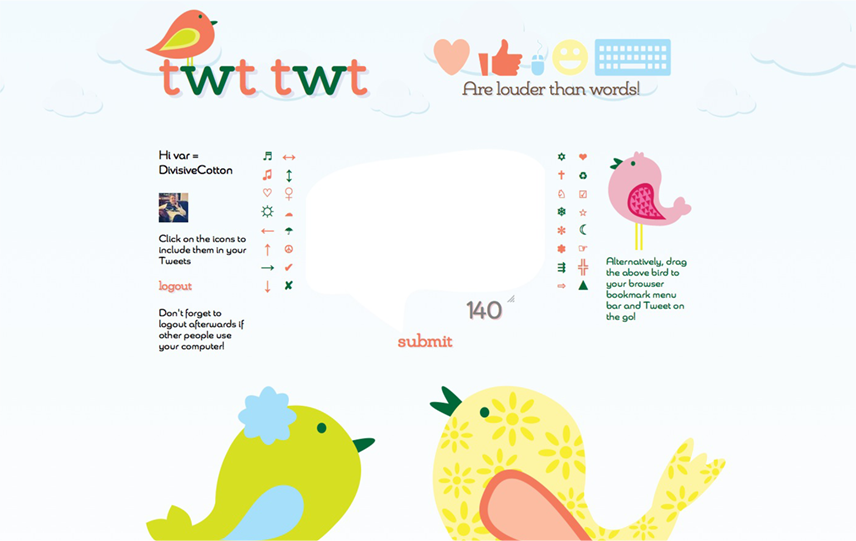 twt twt
Are louder than words!
Hi var =
DivisiveCotton
Click on the icons to
include them in your
Tweets
logout
Don't forget to
logout afterwards if
other people use
your computer!
140
submit
Alternatively, drag
the above bird to
your browser
bookmark menu
bar and Tweet on
the go!